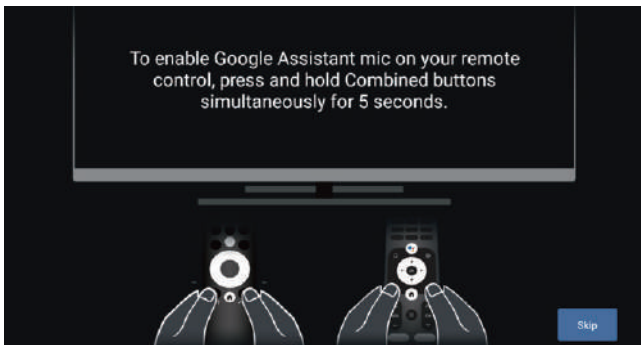 To enable Google Assistant mic on your remote
control, press and hold Combined buttons
simultaneously for 5 seconds.
Skip